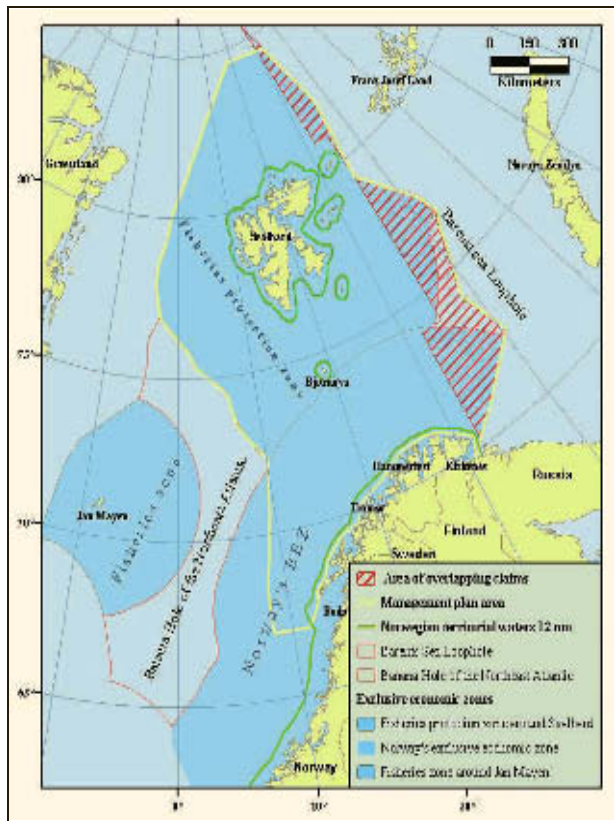 0 150 300
Kilometers
Franz Josef Land
Greenland
Novaya Zemlya
Barents Sea Loophole
Svalbard
Fisheries protection zone
Bjørnøya
Hammerfest
Kirkenes
Russia
Jan Mayen
Fisheries zone
Banana Hole of the Northeast Atlantic
Tromsø
Finland
Sweden
Norway's EEZ
Bodø
Norway
Area of overlapping claims
Management plan area
Norwegian territorial waters 12 nm
Barents Sea Loophole
Banana Hole of the Northeast Atlantic
Exclusive economic zones
Fisheries protection zone around Svalbard
Norway's exclusive economic zone
Fisheries zone around Jan Mayen
0°
10°
20°